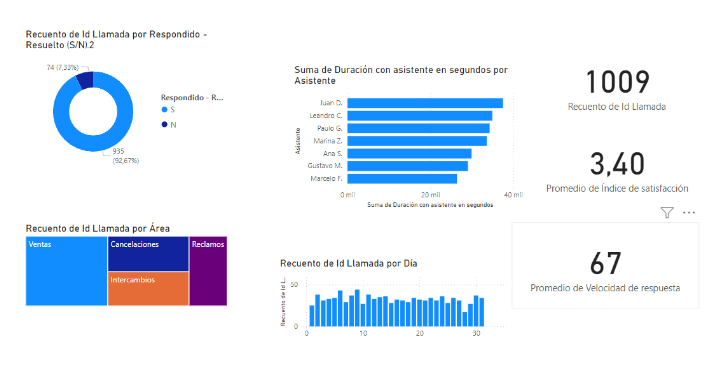 Recuento de Id Llamada por Respondido -
Resuelto (S/N).2
74 (7,33%)
935
(92,67%)
Respondido - R...
S
N
Suma de Duración con asistente en segundos por
Asistente
Asistente
Juan D.
Leandro C.
Paulo G.
Marina Z.
Ana S.
Gustavo M.
Marcelo F.
0 mil 20 mil 40 mil
Suma de Duración con asistente en segundos
1009
Recuento de Id Llamada
3,40
Promedio de Índice de satisfacción
Recuento de Id Llamada por Área
Ventas
Cancelaciones
Reclamos
Intercambios
Recuento de Id Llamada por Día
Recuento de Id L...
50
0
0 10 20 30
67
Promedio de Velocidad de respuesta